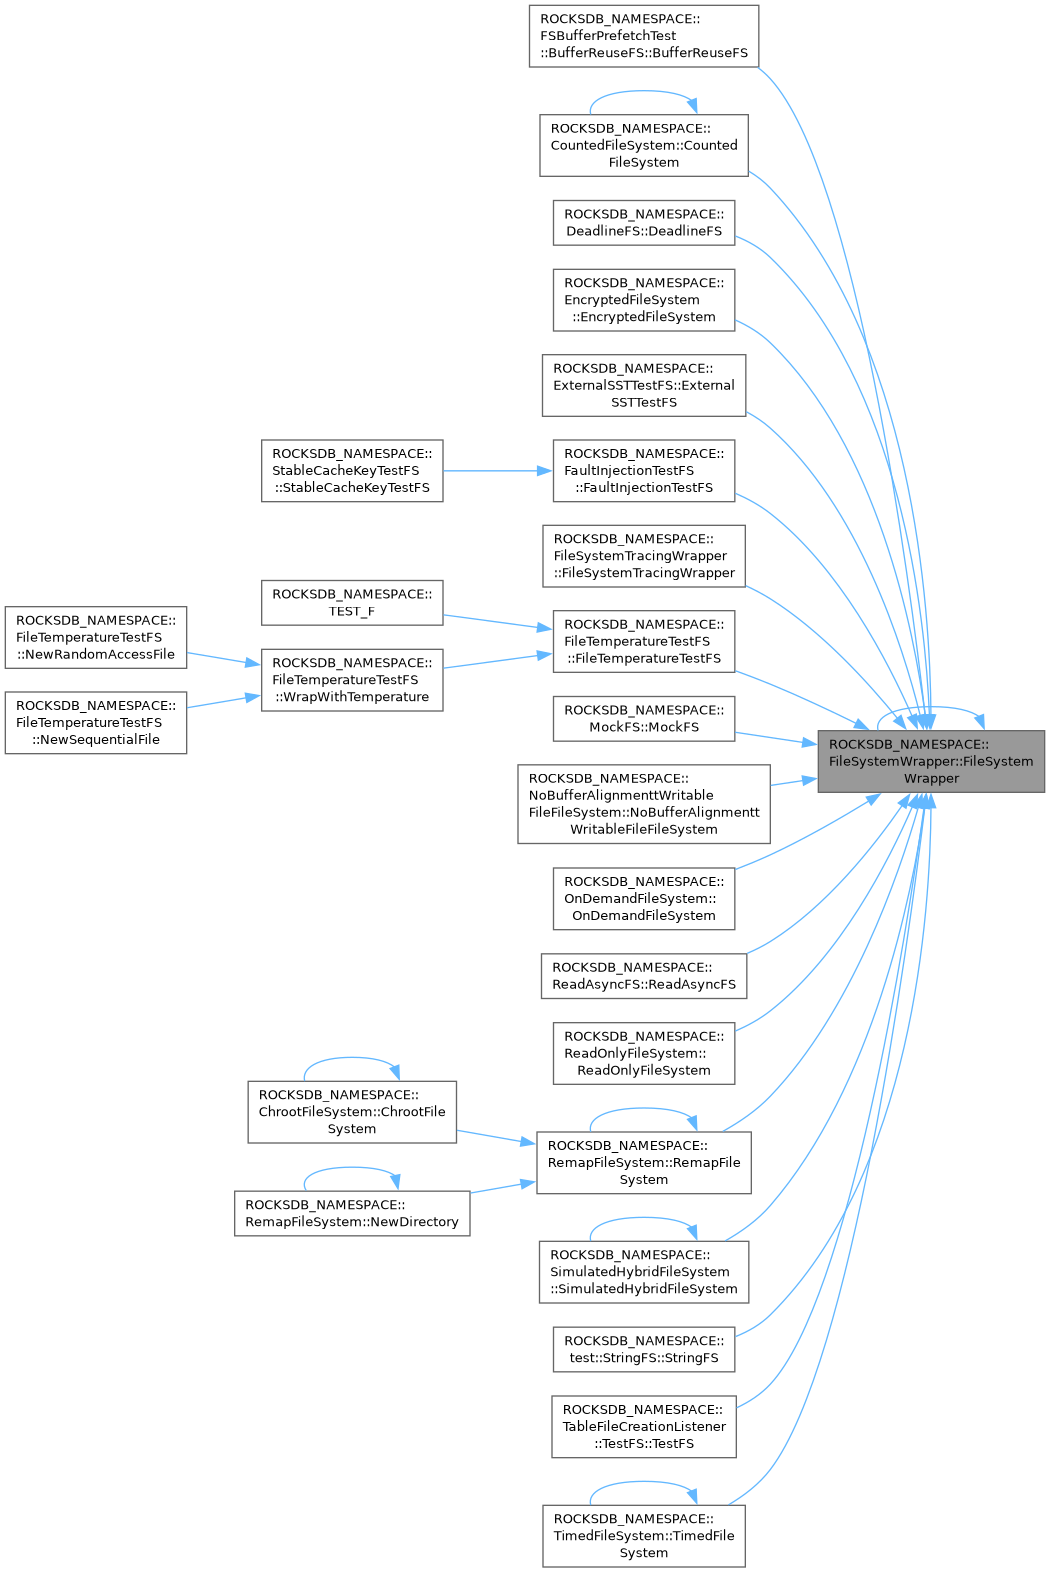 ROCKSDB_NAMESPACE::
FSBufferPrefetchTest
::BufferReuseFS::BufferReuseFS
ROCKSDB_NAMESPACE::
CountedFileSystem::Counted
FileSystem
ROCKSDB_NAMESPACE::
DeadlineFS::DeadlineFS
ROCKSDB_NAMESPACE::
EncryptedFileSystem
::EncryptedFileSystem
ROCKSDB_NAMESPACE::
ExternalSSTTestFS::External
SSTTestFS
ROCKSDB_NAMESPACE::
StableCacheKeyTestFS
::StableCacheKeyTestFS
ROCKSDB_NAMESPACE::
FaultInjectionTestFS
::FaultInjectionTestFS
ROCKSDB_NAMESPACE::
FileSystemTracingWrapper
::FileSystemTracingWrapper
ROCKSDB_NAMESPACE::
TEST_F
ROCKSDB_NAMESPACE::
FileTemperatureTestFS
::NewRandomAccessFile
ROCKSDB_NAMESPACE::
FileTemperatureTestFS
::WrapWithTemperature
ROCKSDB_NAMESPACE::
FileTemperatureTestFS
::FileTemperatureTestFS
ROCKSDB_NAMESPACE::
FileTemperatureTestFS
::NewSequentialFile
ROCKSDB_NAMESPACE::
MockFS::MockFS
ROCKSDB_NAMESPACE::
FileSystemWrapper::FileSystem
Wrapper
ROCKSDB_NAMESPACE::
NoBufferAlignmenttWritable
FileFileSystem::NoBufferAlignmentt
WritableFileFileSystem
ROCKSDB_NAMESPACE::
OnDemandFileSystem::
OnDemandFileSystem
ROCKSDB_NAMESPACE::
ReadAsyncFS::ReadAsyncFS
ROCKSDB_NAMESPACE::
ReadOnlyFileSystem::
ReadOnlyFileSystem
ROCKSDB_NAMESPACE::
ChrootFileSystem::ChrootFile
System
ROCKSDB_NAMESPACE::
RemapFileSystem::RemapFile
System
ROCKSDB_NAMESPACE::
RemapFileSystem::NewDirectory
ROCKSDB_NAMESPACE::
SimulatedHybridFileSystem
::SimulatedHybridFileSystem
ROCKSDB_NAMESPACE::
test::StringFS::StringFS
ROCKSDB_NAMESPACE::
TableFileCreationListener
::TestFS::TestFS
ROCKSDB_NAMESPACE::
TimedFileSystem::TimedFile
System